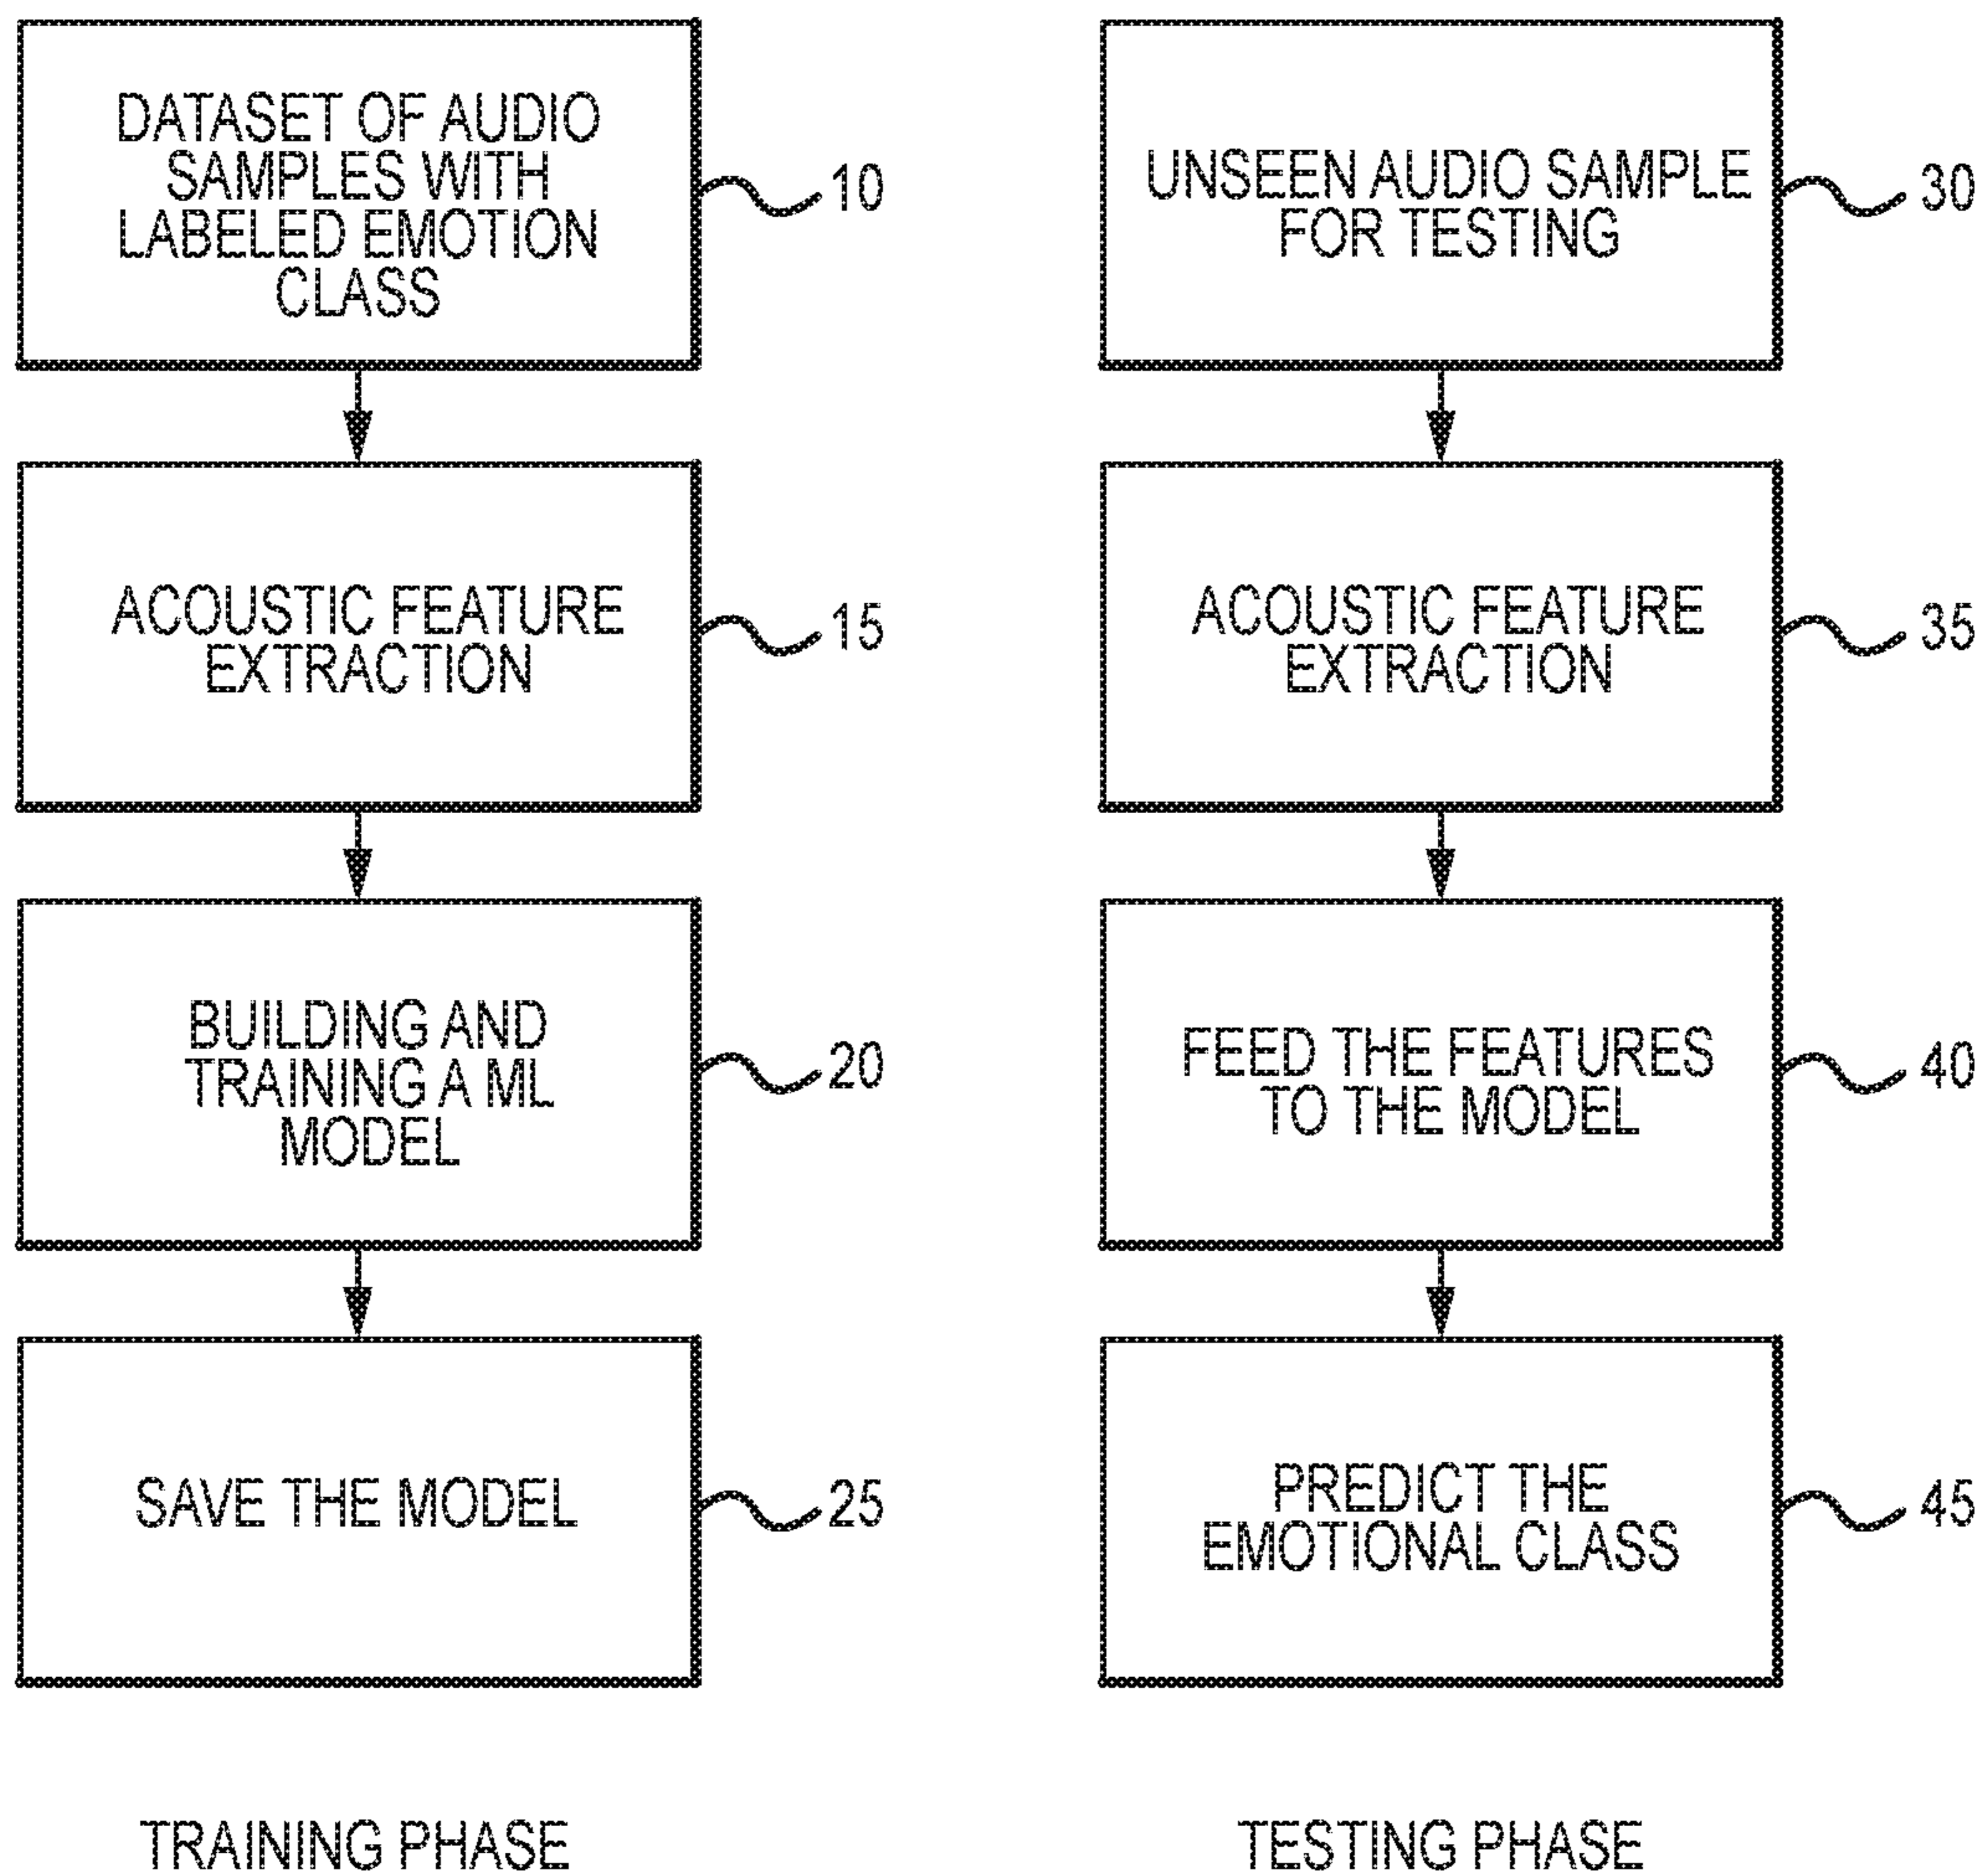 DATASET OF AUDIO
SAMPLES WITH
LABELED EMOTION
CLASS
10
ACOUSTIC FEATURE
EXTRACTION
15
BUILDING AND
TRAINING A ML
MODEL
20
SAVE THE MODEL
25
TRAINING PHASE
UNSEEN AUDIO SAMPLE
FOR TESTING
30
ACOUSTIC FEATURE
EXTRACTION
35
FEED THE FEATURES
TO THE MODEL
40
PREDICT THE
EMOTIONAL CLASS
45
TESTING PHASE